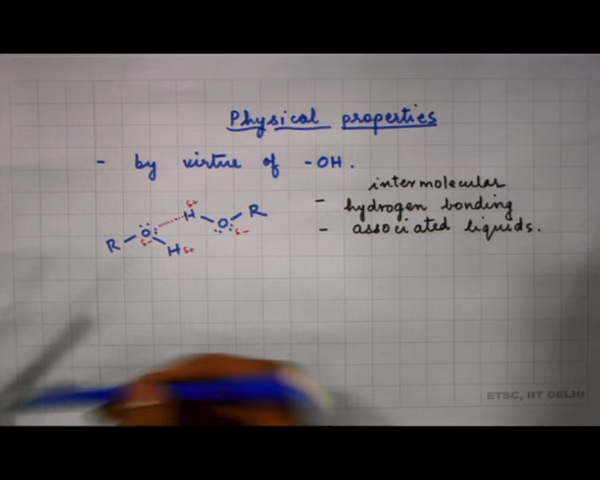 Physical properties
- by virtue of -OH.
intermolecular
- hydrogen bonding
- associated liquids.
δ+
H
O
R
δ-
R
O
δ-
H
δ+
ETSC, IIT DELHI